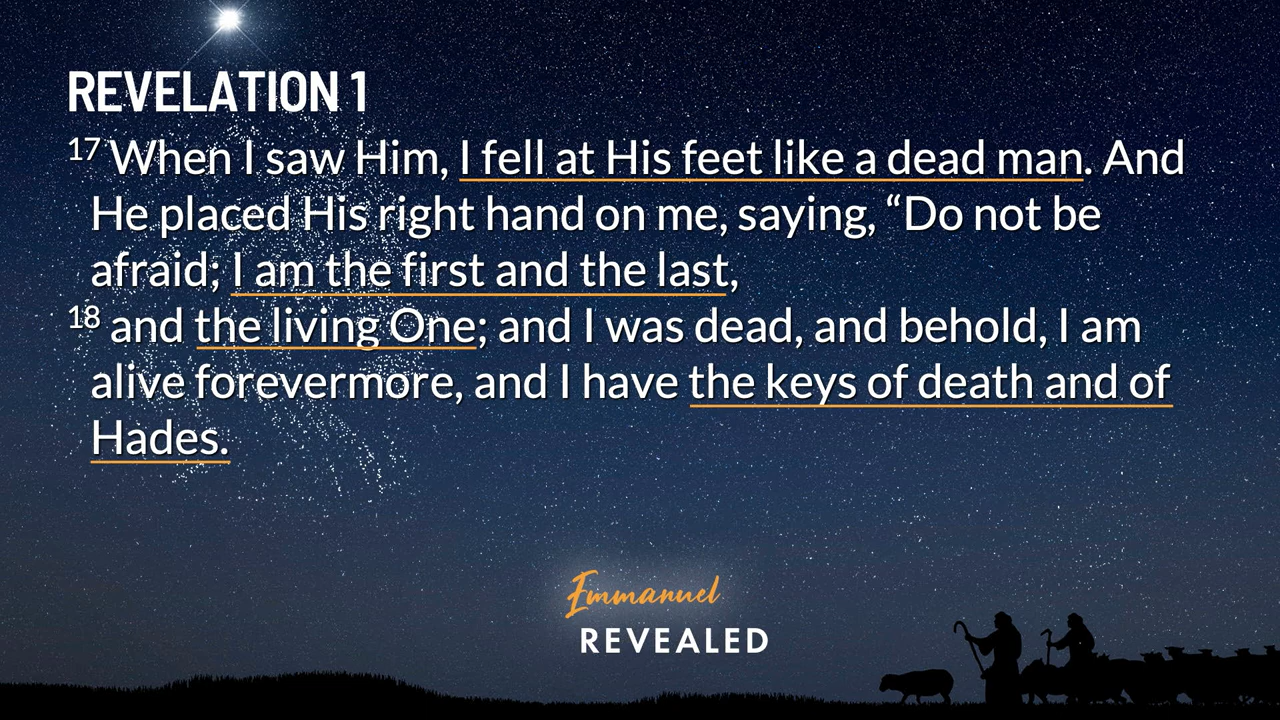 REVELATION 1
17 When I saw Him, I fell at His feet like a dead man. And
He placed His right hand on me, saying, “Do not be
afraid; I am the first and the last,
18 and the living One; and I was dead, and behold, I am
alive forevermore, and I have the keys of death and of
Hades.
Emmanuel
REVEALED